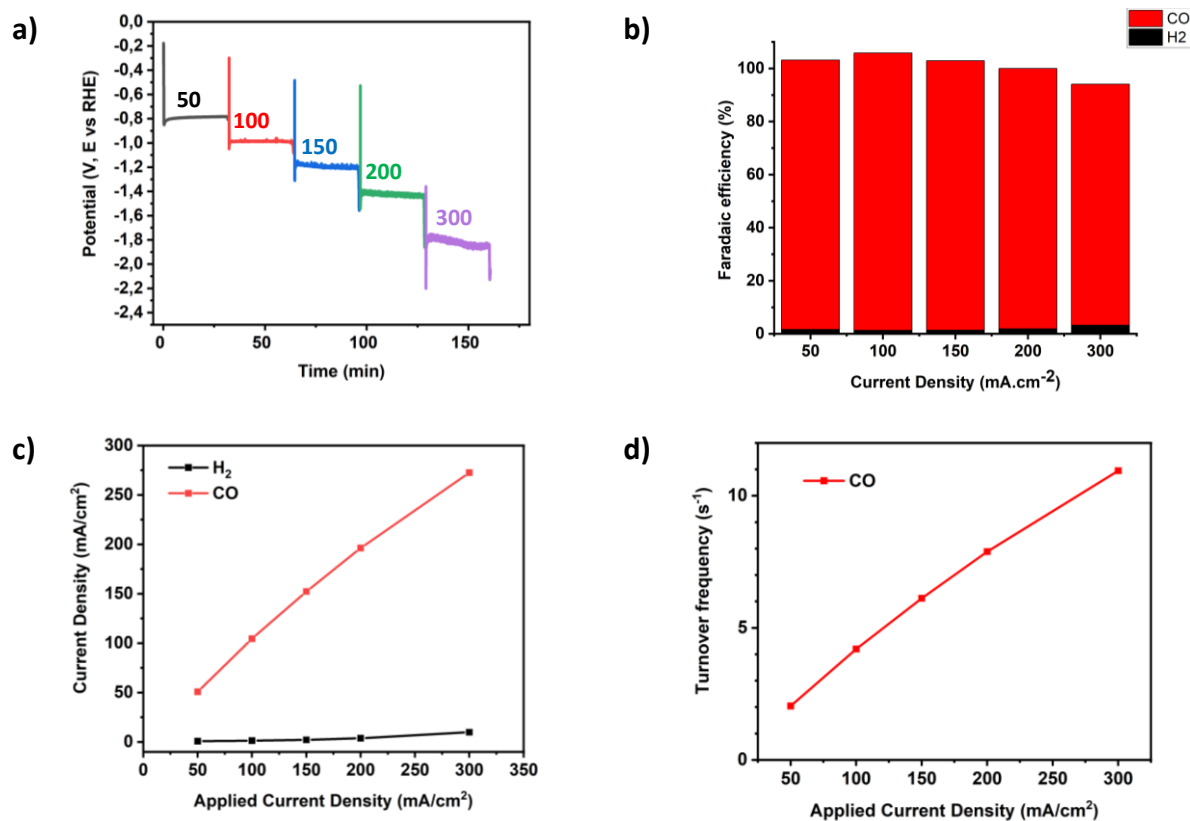 a)
0,0
-0,2
-0,4
-0,6
-0,8
-1,0
-1,2
-1,4
-1,6
-1,8
-2,0
-2,2
-2,4
Potential (V, E vs RHE)
50
100
150
200
300
0 50 100 150
Time (min)
b)
CO
H2
100
80
60
40
20
0
Faradaic efficiency (%)
50 100 150 200 300
Current Density (mA.cm-2)
c)
300
250
200
150
100
50
0
Current Density (mA/cm2)
H2
CO
0 50 100 150 200 250 300 350
Applied Current Density (mA/cm2)
d)
10
5
0
Turnover frequency (s-1)
CO
50 100 150 200 250 300
Applied Current Density (mA/cm2)